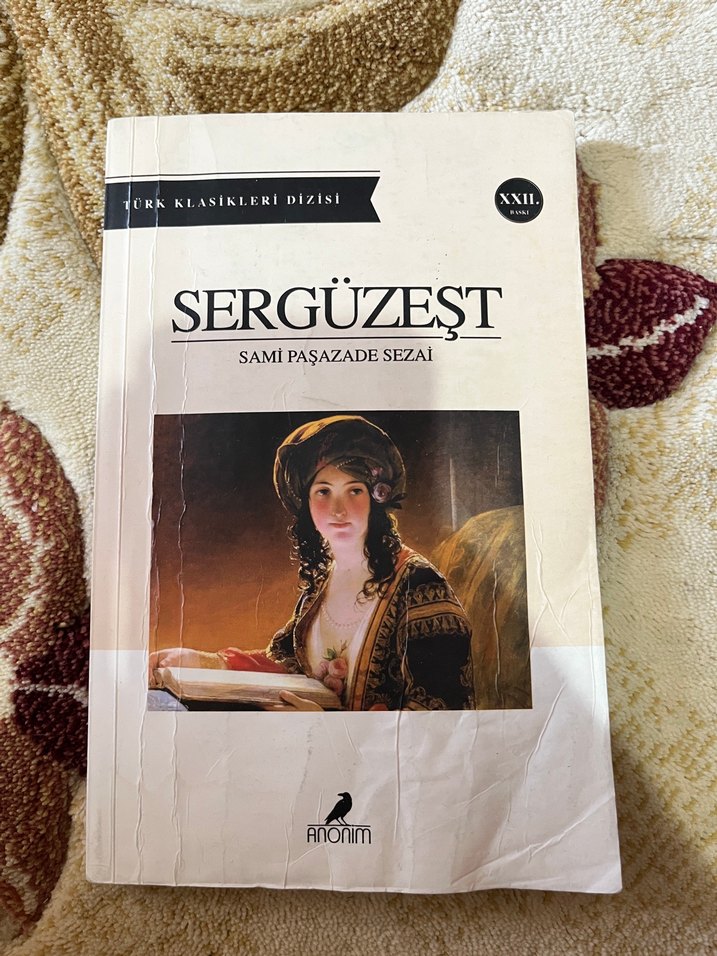 TÜRK KLASİKLERİ DİZİSİ
XXII.
BASKI
SERGÜZEŞT
SAMİ PAŞAZADE SEZAİ
ANONİM